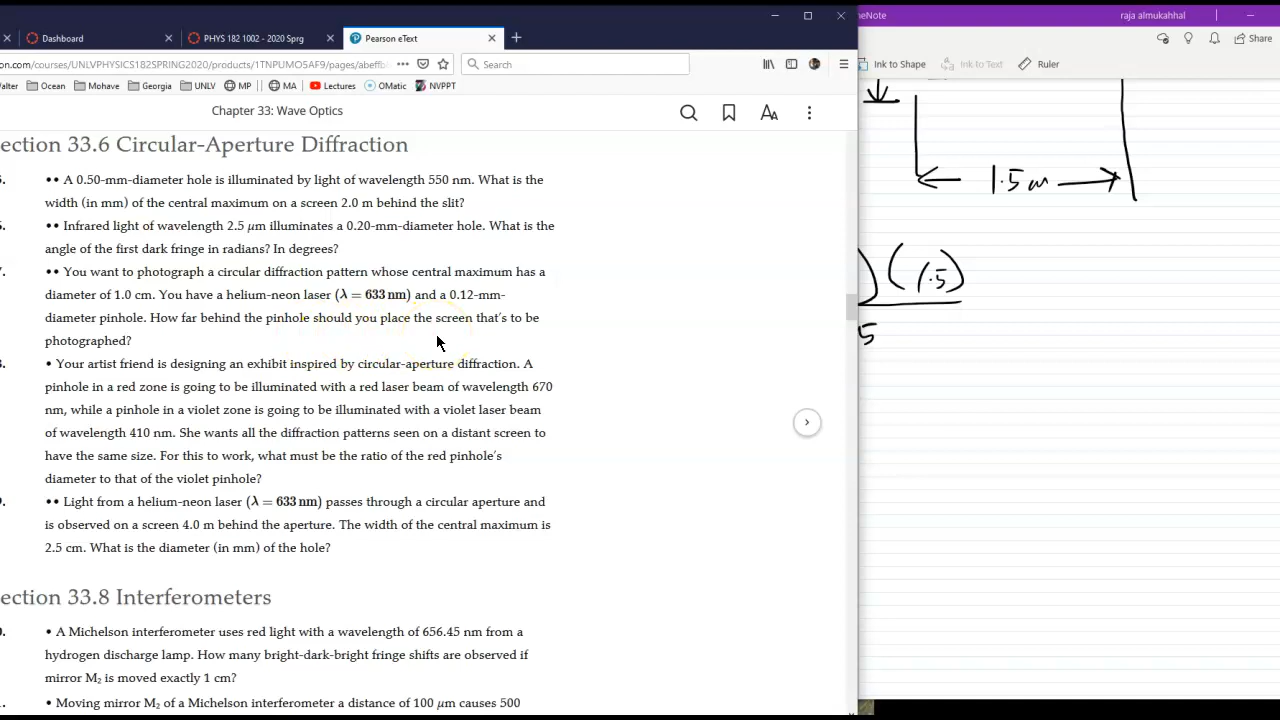 neNote
raja almukhahal
Dashboard
PHYS 182 1002 - 2020 Sprg
Pearson eText
on.com/courses/UNLVPHYSICS182SPRING2020/products/1TNPUMO5AF9/pages/abeffb
Search
alter
Ocean
Mohave
Georgia
UNLV
MP
MA
Lectures
OMatic
NVPPT
Share
Ink to Shape
Ink to Text
Ruler
Chapter 33: Wave Optics
ection 33.6 Circular-Aperture Diffraction
•• A 0.50-mm-diameter hole is illuminated by light of wavelength 550 nm. What is the
width (in mm) of the central maximum on a screen 2.0 m behind the slit?
•• Infrared light of wavelength 2.5 μm illuminates a 0.20-mm-diameter hole. What is the
angle of the first dark fringe in radians? In degrees?
7.
•• You want to photograph a circular diffraction pattern whose central maximum has a
diameter of 1.0 cm. You have a helium-neon laser (λ = 633 nm) and a 0.12-mm-
diameter pinhole. How far behind the pinhole should you place the screen that's to be
photographed?
• Your artist friend is designing an exhibit inspired by circular-aperture diffraction. A
pinhole in a red zone is going to be illuminated with a red laser beam of wavelength 670
nm, while a pinhole in a violet zone is going to be illuminated with a violet laser beam
of wavelength 410 nm. She wants all the diffraction patterns seen on a distant screen to
have the same size. For this to work, what must be the ratio of the red pinhole's
diameter to that of the violet pinhole?
•• Light from a helium-neon laser (λ = 633 nm) passes through a circular aperture and
is observed on a screen 4.0 m behind the aperture. The width of the central maximum is
2.5 cm. What is the diameter (in mm) of the hole?
ection 33.8 Interferometers
• A Michelson interferometer uses red light with a wavelength of 656.45 nm from a
hydrogen discharge lamp. How many bright-dark-bright fringe shifts are observed if
mirror M₂ is moved exactly 1 cm?
• Moving mirror M₂ of a Michelson interferometer a distance of 100 μm causes 500
1.5 m
) (1.5)
5